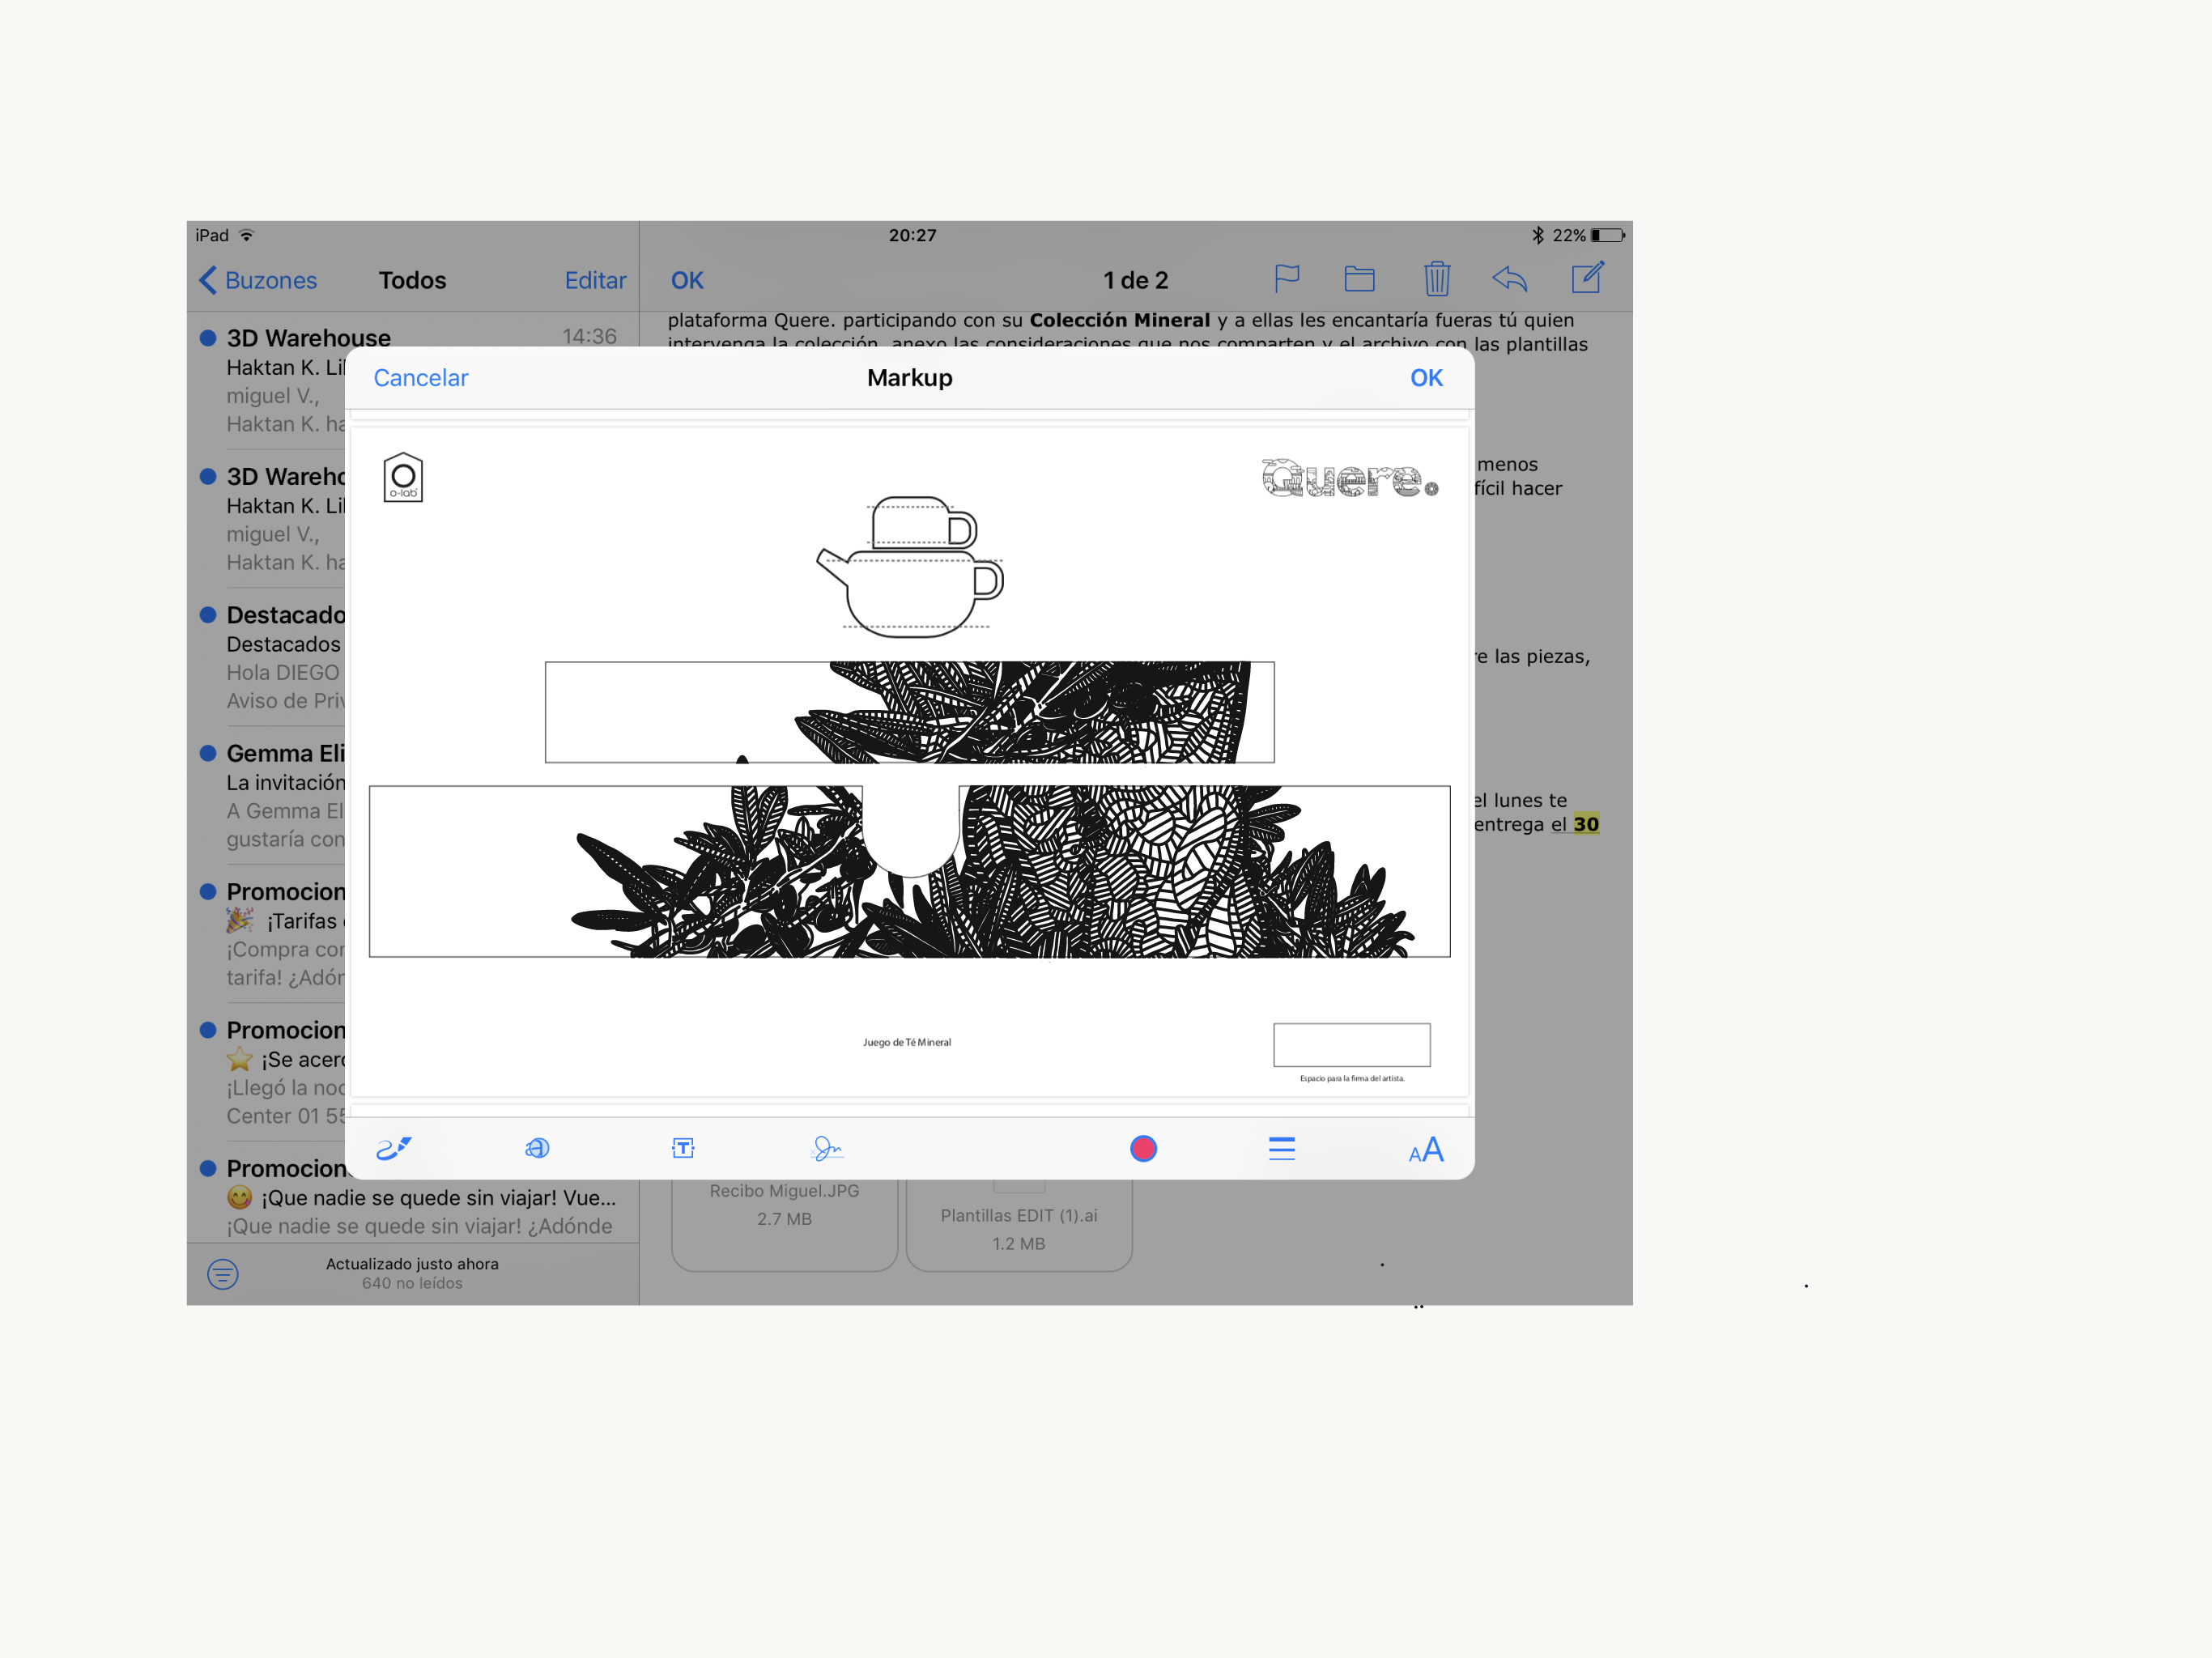 iPad
20:27
22%
Buzones
Todos
Editar
OK
1 de 2
3D Warehouse
14:36
Haktan K. Li
miguel V.,
Haktan K. ha
3D Wareho
Haktan K. Li
miguel V.,
Haktan K. ha
Destacado
Destacados
Hola DIEGO
Aviso de Priv
Gemma Eli
La invitación
A Gemma El
gustaría con
Promocion
🎉 ¡Tarifas
¡Compra con
tarifa! ¿Adón
Promocion
⭐ ¡Se acerc
¡Llegó la noc
Center 01 55
Promocion
😋 ¡Que nadie se quede sin viajar! Vue...
¡Que nadie se quede sin viajar! ¿Adónde
Actualizado justo ahora
640 no leídos
plataforma Quere. participando con su Colección Mineral y a ellas les encantaría fueras tú quien
intervenga la colección, anexo las consideraciones que nos comparten y el archivo con las plantillas
menos
fícil hacer
re las piezas,
el lunes te
entrega el 30
Cancelar
Markup
OK
o-lab
Quere.
Juego de Té Mineral
Espacio para la firma del artista.
T
AA
Recibo Miguel.JPG
2.7 MB
Plantillas EDIT (1).ai
1.2 MB